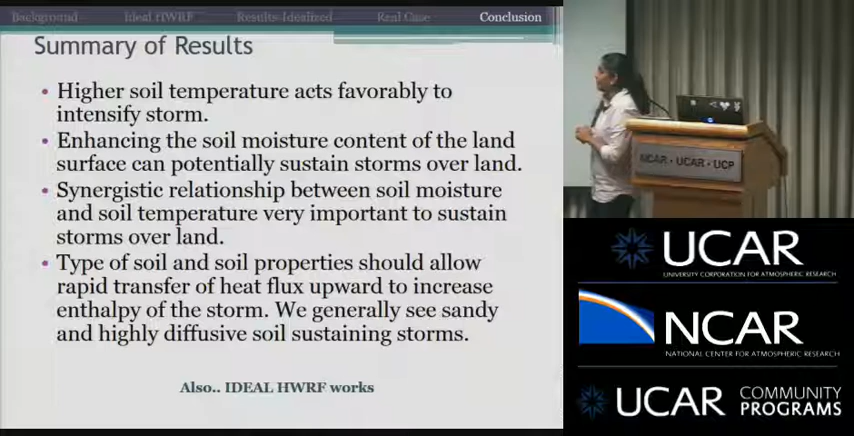 Background Ideal HWRF Results-Idealized Real Case Conclusion
Summary of Results
• Higher soil temperature acts favorably to
intensify storm.
• Enhancing the soil moisture content of the land
surface can potentially sustain storms over land.
• Synergistic relationship between soil moisture
and soil temperature very important to sustain
storms over land.
• Type of soil and soil properties should allow
rapid transfer of heat flux upward to increase
enthalpy of the storm. We generally see sandy
and highly diffusive soil sustaining storms.
Also.. IDEAL HWRF works
NCAR • UCAR • UCP
UCAR
UNIVERSITY CORPORATION FOR ATMOSPHERIC RESEARCH
NCAR
NATIONAL CENTER FOR ATMOSPHERIC RESEARCH
UCAR COMMUNITY
PROGRAMS